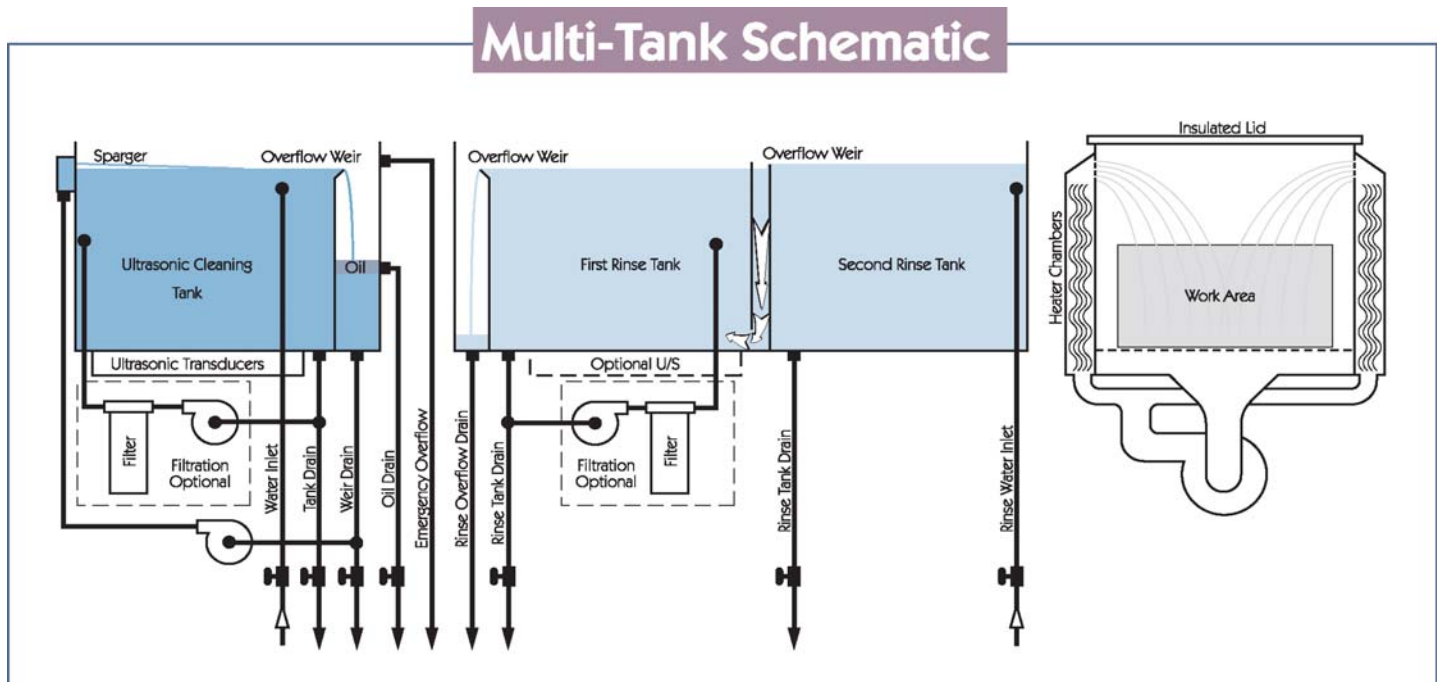 Multi-Tank Schematic
Sparger
Overflow Weir
Overflow Weir
Overflow Weir
Insulated Lid
Ultrasonic Cleaning
Tank
Oil
First Rinse Tank
Second Rinse Tank
Heater Chambers
Work Area
Ultrasonic Transducers
Optional U/S
Filter
Filtration
Optional
Water Inlet
Tank Drain
Weir Drain
Oil Drain
Emergency Overflow
Rinse Overflow Drain
Rinse Tank Drain
Filtration
Optional
Filter
Rinse Tank Drain
Rinse Water Inlet